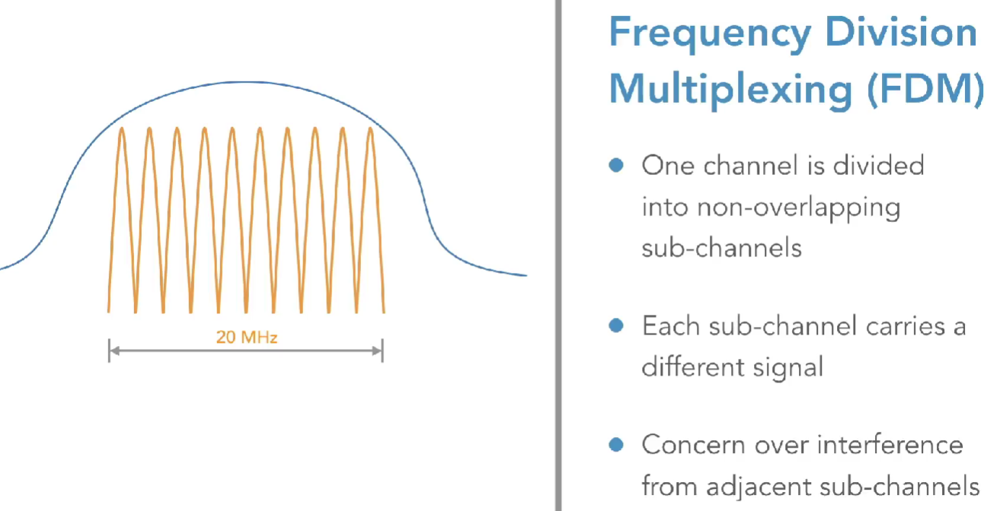 20 MHz
Frequency Division
Multiplexing (FDM)
One channel is divided
into non-overlapping
sub-channels
Each sub-channel carries a
different signal
Concern over interference
from adjacent sub-channels